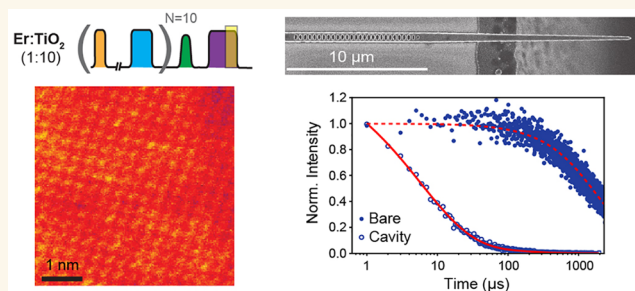 N=10
Er:TiO₂
(1:10)
10 µm
1 nm
Norm. Intensity
1.2
1.0
0.8
0.6
0.4
0.2
0.0
Bare
Cavity
1
10
100
1000
Time (µs)